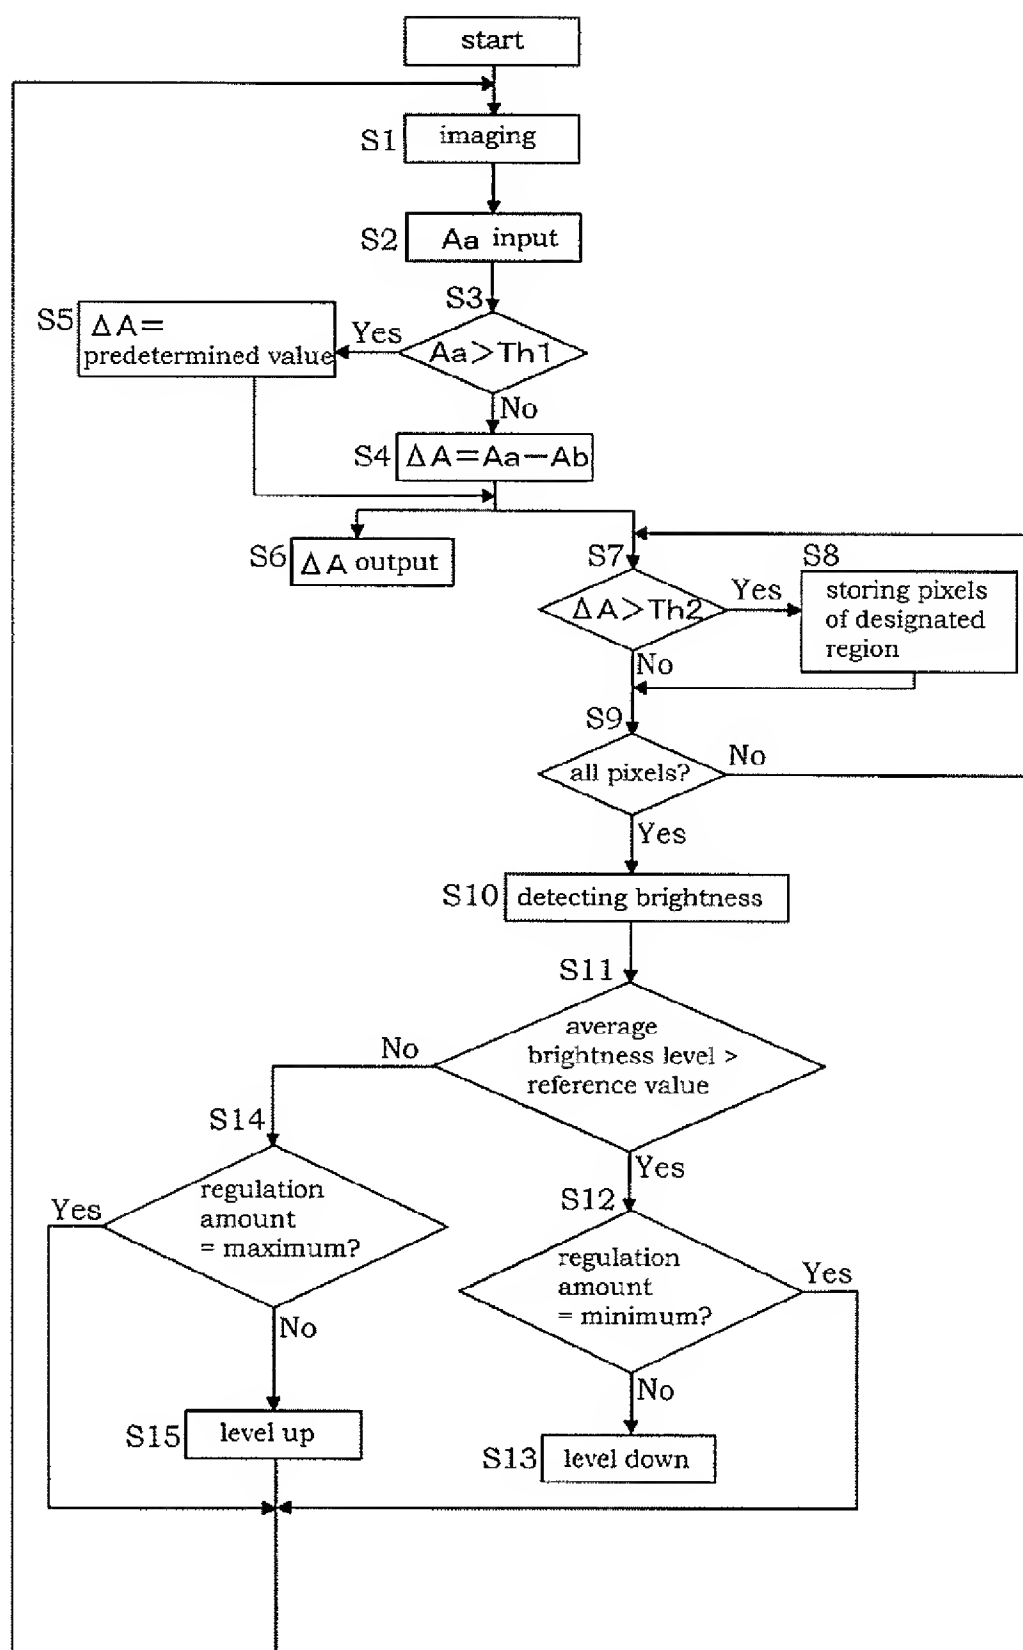 start
S1
imaging
S2
Aa input
S3
Aa>Th1
Yes
No
S5
ΔA=
predetermined value
S4
ΔA=Aa−Ab
S6
ΔA output
S7
ΔA>Th2
Yes
No
S8
storing pixels
of designated
region
S9
all pixels?
No
Yes
S10
detecting brightness
S11
average
brightness level >
reference value
No
Yes
S14
regulation
amount
= maximum?
Yes
No
S12
regulation
amount
= minimum?
Yes
No
S15
level up
S13
level down